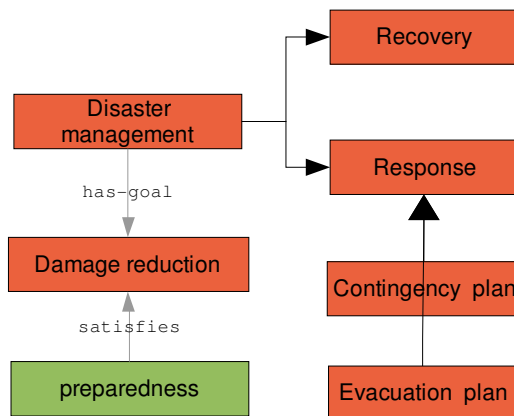 Recovery
Disaster
management
Response
has-goal
Damage reduction
Contingency plan
satisfies
preparedness
Evacuation plan